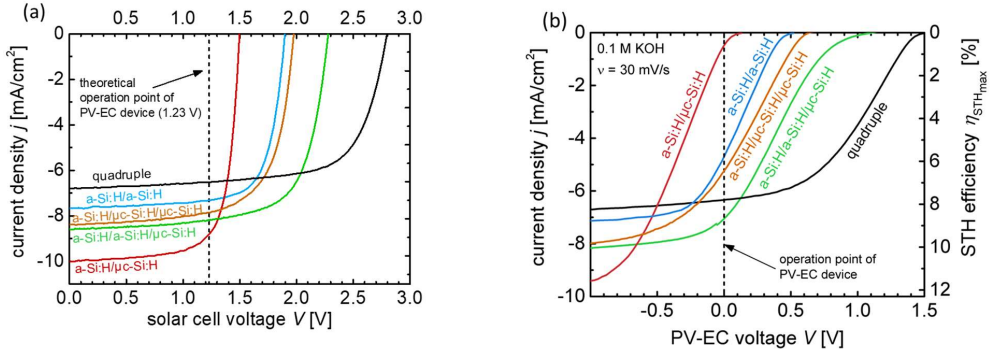 (a)
0.0 0.5 1.0 1.5 2.0 2.5 3.0
0
-2
-4
-6
-8
-10
current density j [mA/cm²]
theoretical
operation point of
PV-EC device (1.23 V)
quadruple
a-Si:H/a-Si:H
a-Si:H/µc-Si:H/µc-Si:H
a-Si:H/a-Si:H/µc-Si:H
a-Si:H/µc-Si:H
0.0 0.5 1.0 1.5 2.0 2.5 3.0
solar cell voltage V [V]
(b)
0
-2
-4
-6
-8
-10
current density j [mA/cm²]
0.1 M KOH
ν = 30 mV/s
a-Si:H/µc-Si:H
a-Si:H/a-Si:H
a-Si:H/µc-Si:H/µc-Si:H
a-Si:H/a-Si:H/µc-Si:H
quadruple
operation point of
PV-EC device
-0.5 0.0 0.5 1.0 1.5
PV-EC voltage V [V]
0
2
4
6
8
10
12
STH efficiency ηSTHmax [%]